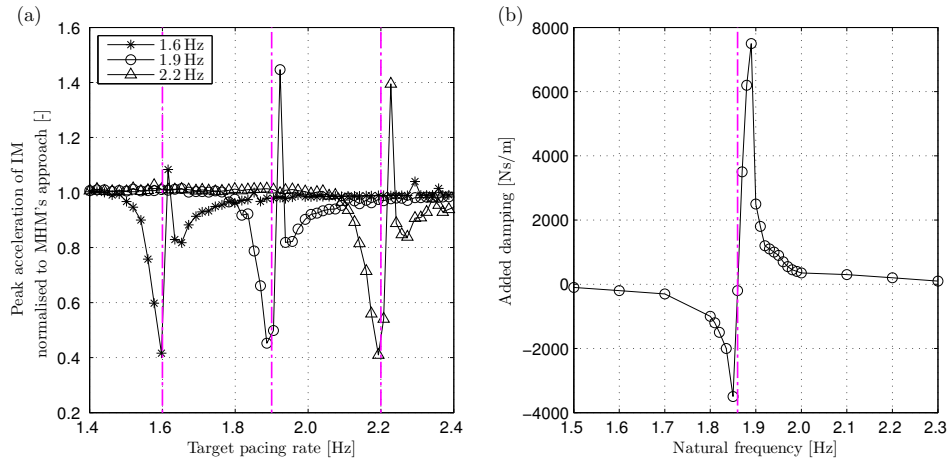 (a)
1.6
1.4
1.2
1.0
0.8
0.6
0.4
0.2
Peak acceleration of IM
normalised to MHM's approach [-]
1.6 Hz
1.9 Hz
2.2 Hz
1.4 1.6 1.8 2.0 2.2 2.4
Target pacing rate [Hz]
(b)
8000
6000
4000
2000
0
−2000
−4000
Added damping [Ns/m]
1.5 1.6 1.7 1.8 1.9 2.0 2.1 2.2 2.3
Natural frequency [Hz]